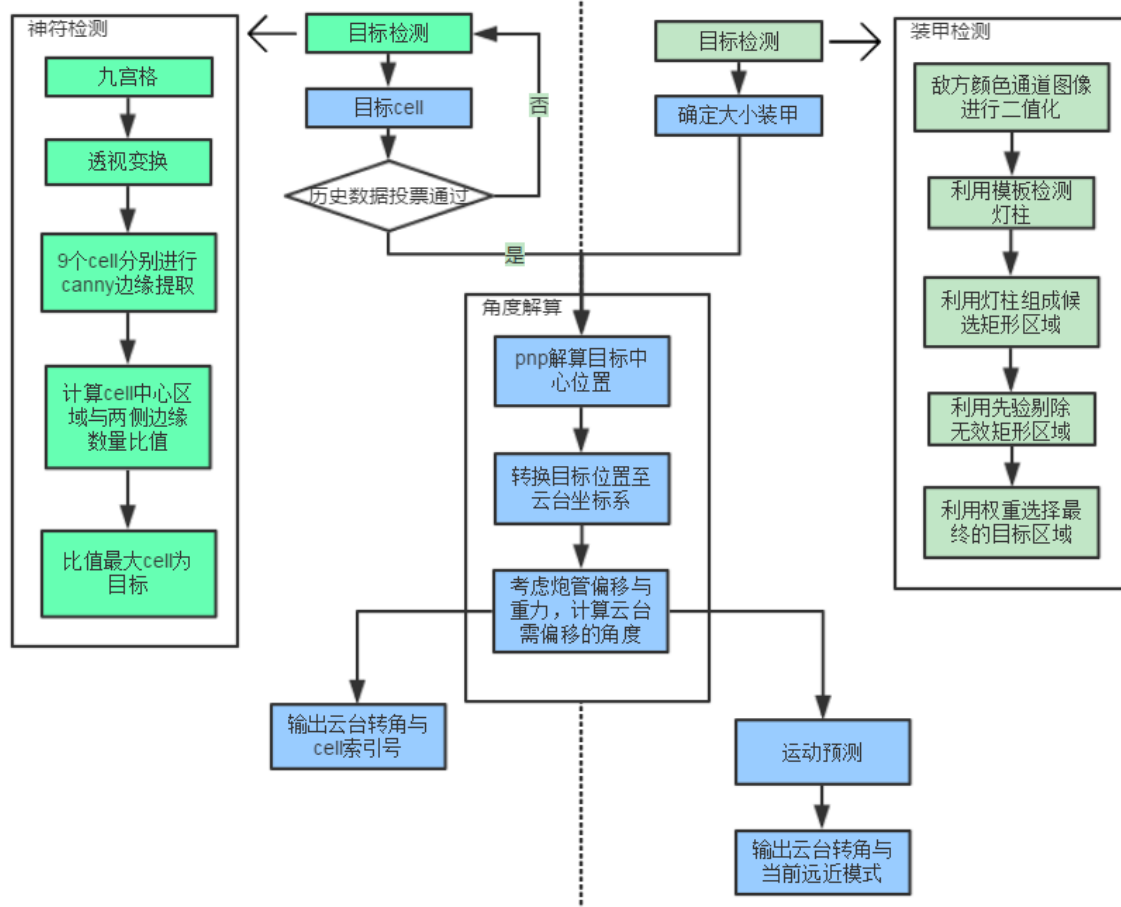 神符检测
九宫格
透视变换
9个cell分别进行
canny边缘提取
计算cell中心区
域与两侧边缘
数量比值
比值最大cell为
目标
目标检测
目标cell
历史数据投票通过
否
是
目标检测
确定大小装甲
装甲检测
敌方颜色通道图像
进行二值化
利用模板检测
灯柱
利用灯柱组成候
选矩形区域
利用先验剔除
无效矩形区域
利用权重选择最
终的目标区域
角度解算
pnp解算目标中
心位置
转换目标位置至
云台坐标系
考虑炮管偏移与
重力，计算云台
需偏移的角度
输出云台转角与
cell索引号
运动预测
输出云台转角与
当前远近模式